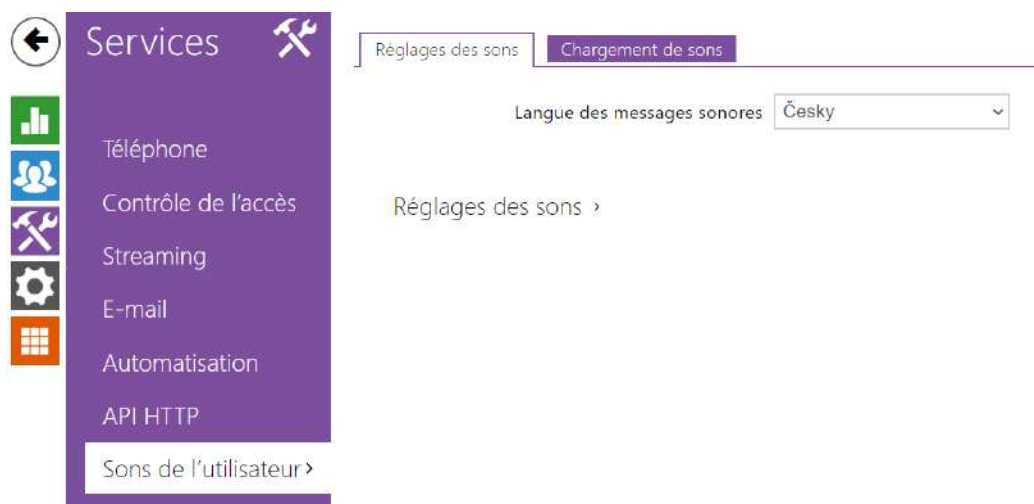 Services
Réglages des sons
Chargement de sons
Langue des messages sonores
Česky
Téléphone
Contrôle de l'accès
Réglages des sons
Streaming
E-mail
Automatisation
API HTTP
Sons de l'utilisateur